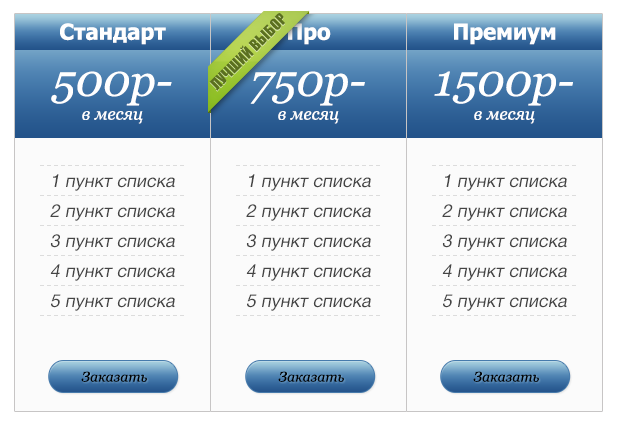 Стандарт
500р-
в месяц
1 пункт списка
2 пункт списка
3 пункт списка
4 пункт списка
5 пункт списка
Заказать
ЛУЧШИЙ ВЫБОР
Про
750р-
в месяц
1 пункт списка
2 пункт списка
3 пункт списка
4 пункт списка
5 пункт списка
Заказать
Премиум
1500р-
в месяц
1 пункт списка
2 пункт списка
3 пункт списка
4 пункт списка
5 пункт списка
Заказать